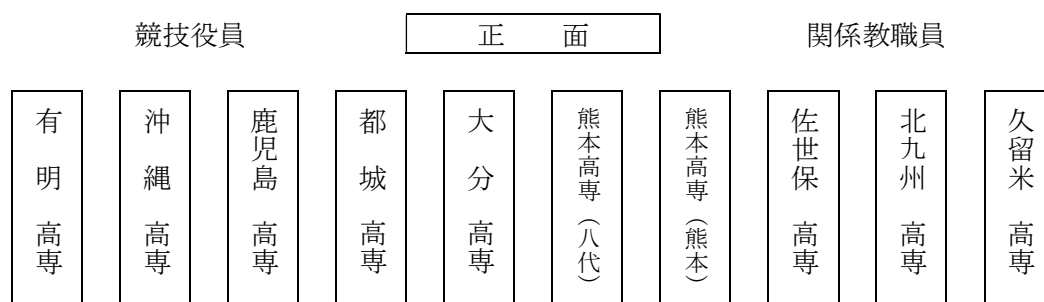 競技役員 正 面 関係教職員
有明 高専
沖縄 高専
鹿児島 高専
都城 高専
大分 高専
熊本高専(八代)
熊本高専(熊本)
佐世保 高専
北九州 高専
久留米 高専